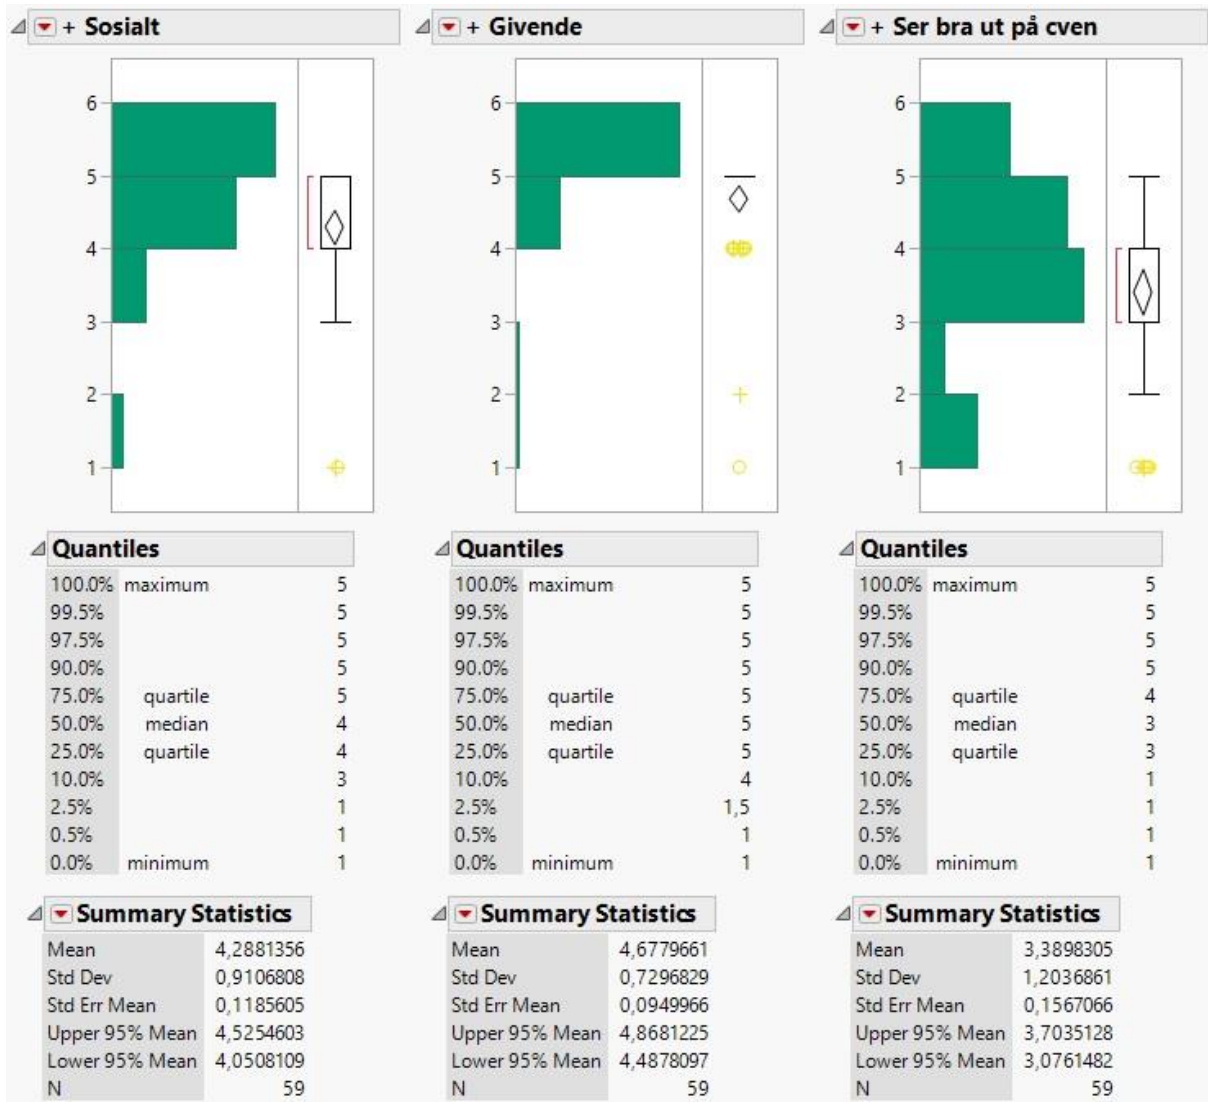 + Sosialt
6
5
4
3
2
1
Quantiles
100.0% maximum 5
99.5% 5
97.5% 5
90.0% 5
75.0% quartile 5
50.0% median 4
25.0% quartile 4
10.0% 3
2.5% 1
0.5% 1
0.0% minimum 1
Summary Statistics
Mean 4,2881356
Std Dev 0,9106808
Std Err Mean 0,1185605
Upper 95% Mean 4,5254603
Lower 95% Mean 4,0508109
N 59
+ Givende
6
5
4
3
2
1
Quantiles
100.0% maximum 5
99.5% 5
97.5% 5
90.0% 5
75.0% quartile 5
50.0% median 5
25.0% quartile 5
10.0% 4
2.5% 1,5
0.5% 1
0.0% minimum 1
Summary Statistics
Mean 4,6779661
Std Dev 0,7296829
Std Err Mean 0,0949966
Upper 95% Mean 4,8681225
Lower 95% Mean 4,4878097
N 59
+ Ser bra ut på cven
6
5
4
3
2
1
Quantiles
100.0% maximum 5
99.5% 5
97.5% 5
90.0% 5
75.0% quartile 4
50.0% median 3
25.0% quartile 3
10.0% 1
2.5% 1
0.5% 1
0.0% minimum 1
Summary Statistics
Mean 3,3898305
Std Dev 1,2036861
Std Err Mean 0,1567066
Upper 95% Mean 3,7035128
Lower 95% Mean 3,0761482
N 59